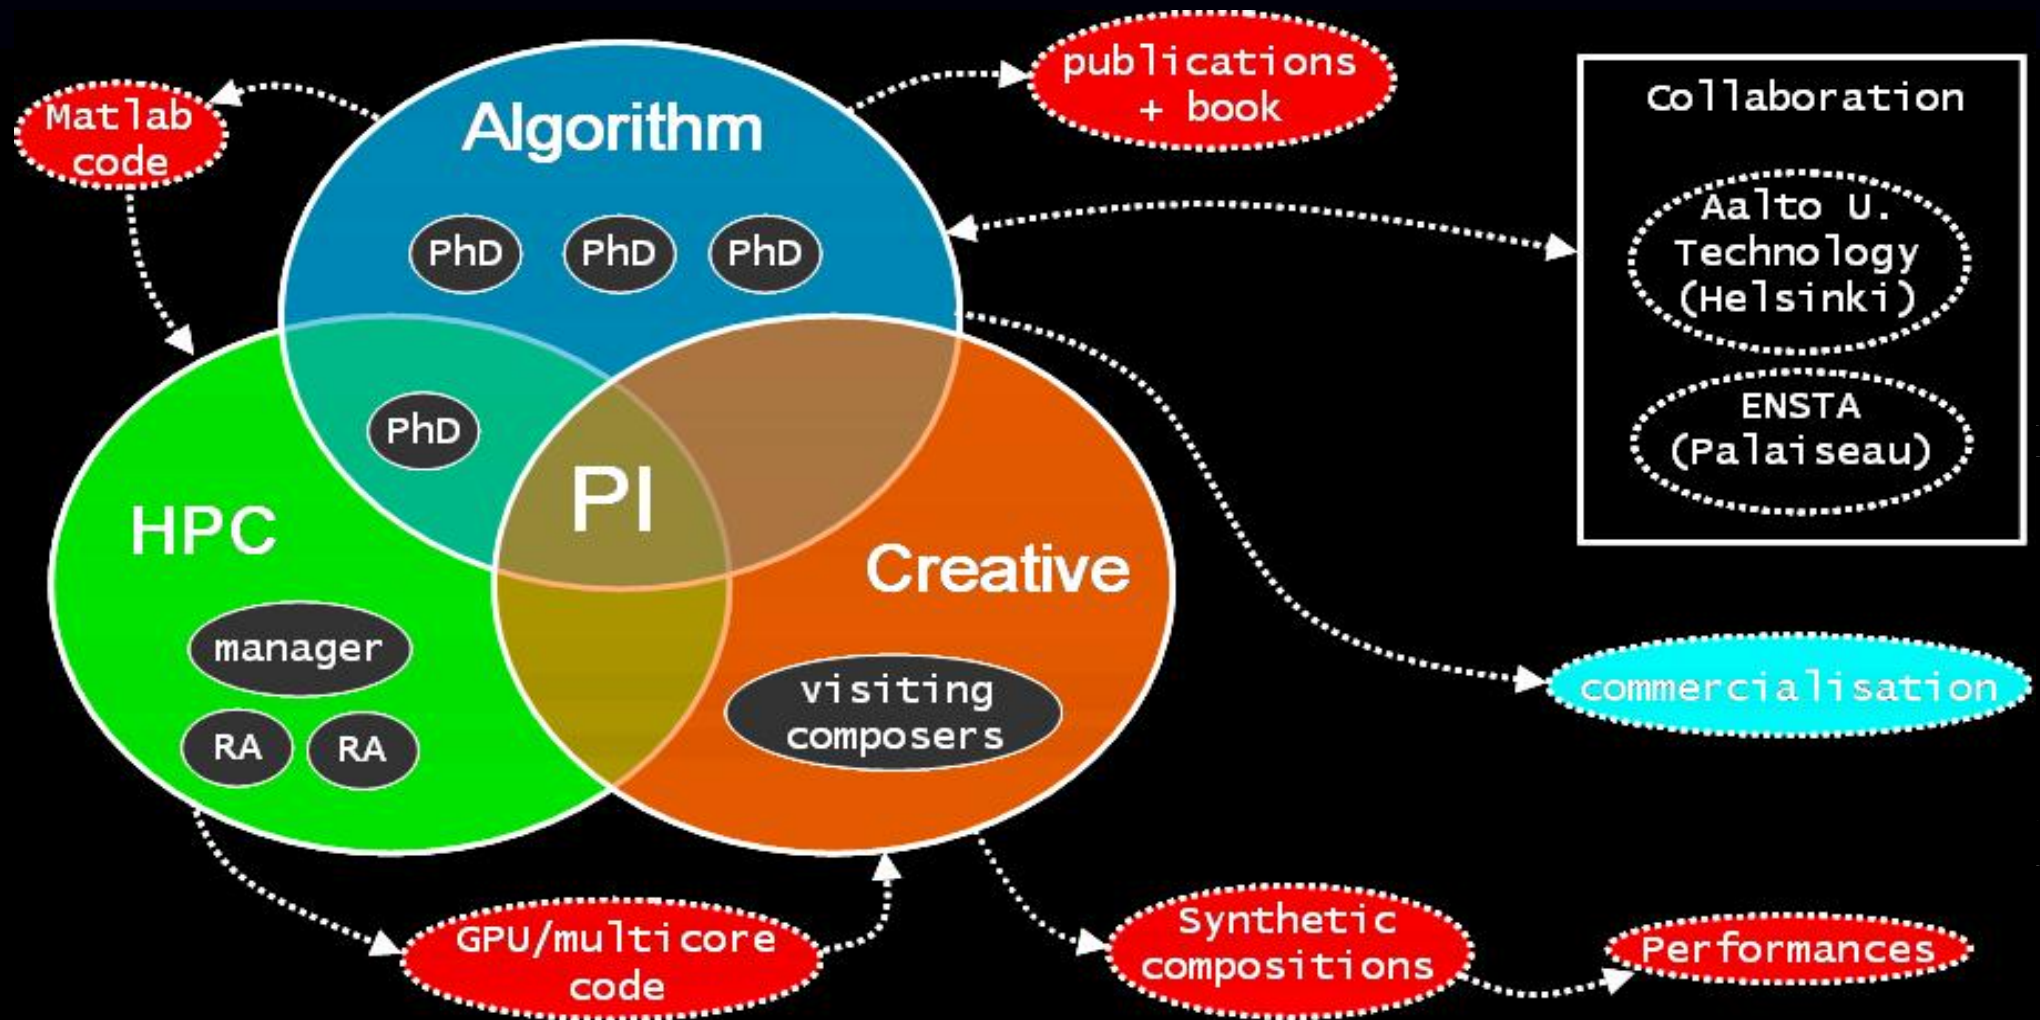 Matlab
code
Algorithm
publications
+ book
Collaboration
Aalto U.
Technology
(Helsinki)
ENSTA
(Palaiseau)
PhD
PhD
PhD
PhD
PI
HPC
manager
RA
RA
Creative
visiting
composers
commercialisation
GPU/multicore
code
Synthetic
compositions
Performances